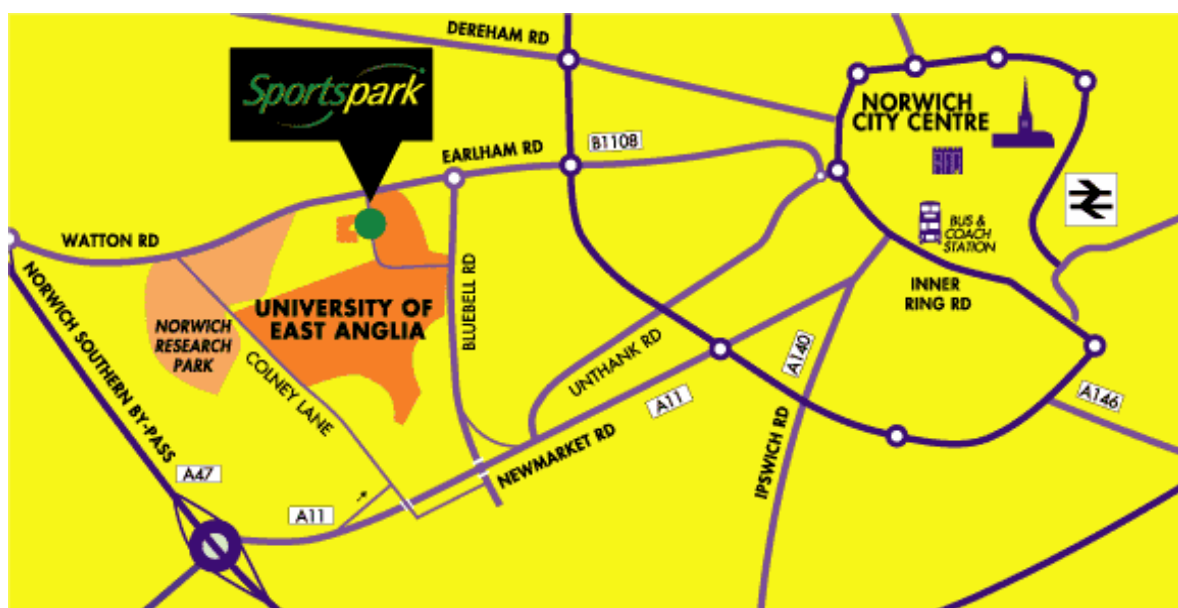 DEREHAM RD
Sportspark
NORWICH
CITY CENTRE
B1108
EARLHAM RD
WATTON RD
BUS &
COACH
STATION
NORWICH SOUTHERN BY-PASS
UNIVERSITY OF
EAST ANGLIA
BLUEBELL RD
INNER
RING RD
NORWICH
RESEARCH
PARK
COLNEY LANE
UNTHANK RD
A140
A11
A146
NEWMARKET RD
IPSWICH RD
A47
A11